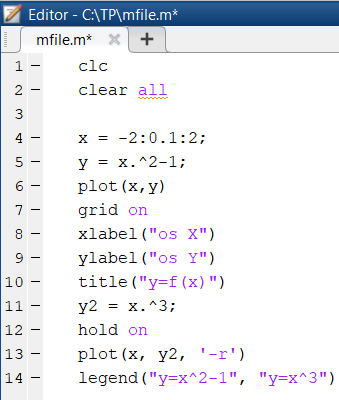 Editor - C:\TP\mfile.m*
mfile.m* × +
1 - clc
2 - clear all
3
4 - x = -2:0.1:2;
5 - y = x.^2-1;
6 - plot(x,y)
7 - grid on
8 - xlabel("os X")
9 - ylabel("os Y")
10 - title("y=f(x)")
11 - y2 = x.^3;
12 - hold on
13 - plot(x, y2, '-r')
14 - legend("y=x^2-1", "y=x^3")